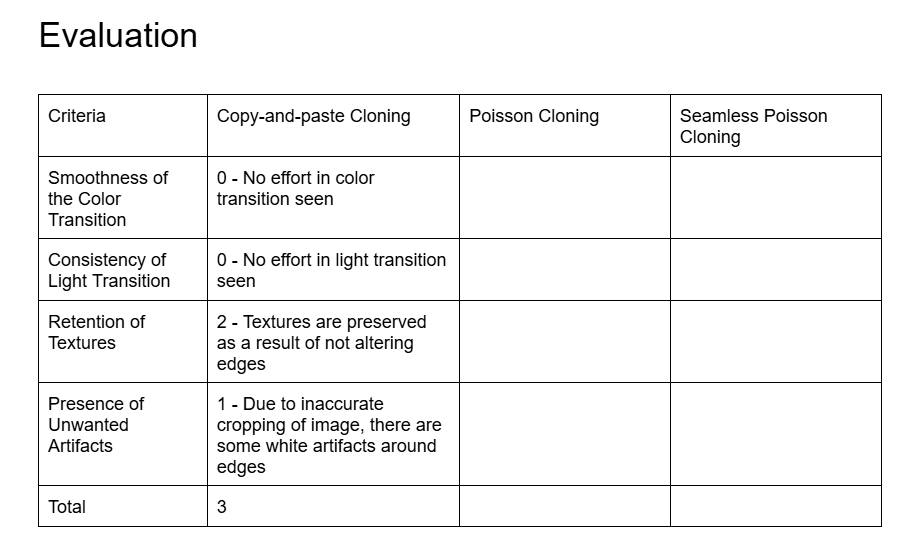 Evaluation
Criteria
Copy-and-paste Cloning
Poisson Cloning
Seamless Poisson
Cloning
Smoothness of
the Color
Transition
0 - No effort in color
transition seen
Consistency of
Light Transition
0 - No effort in light transition
seen
Retention of
Textures
2 - Textures are preserved
as a result of not altering
edges
Presence of
Unwanted
Artifacts
1 - Due to inaccurate
cropping of image, there are
some white artifacts around
edges
Total
3